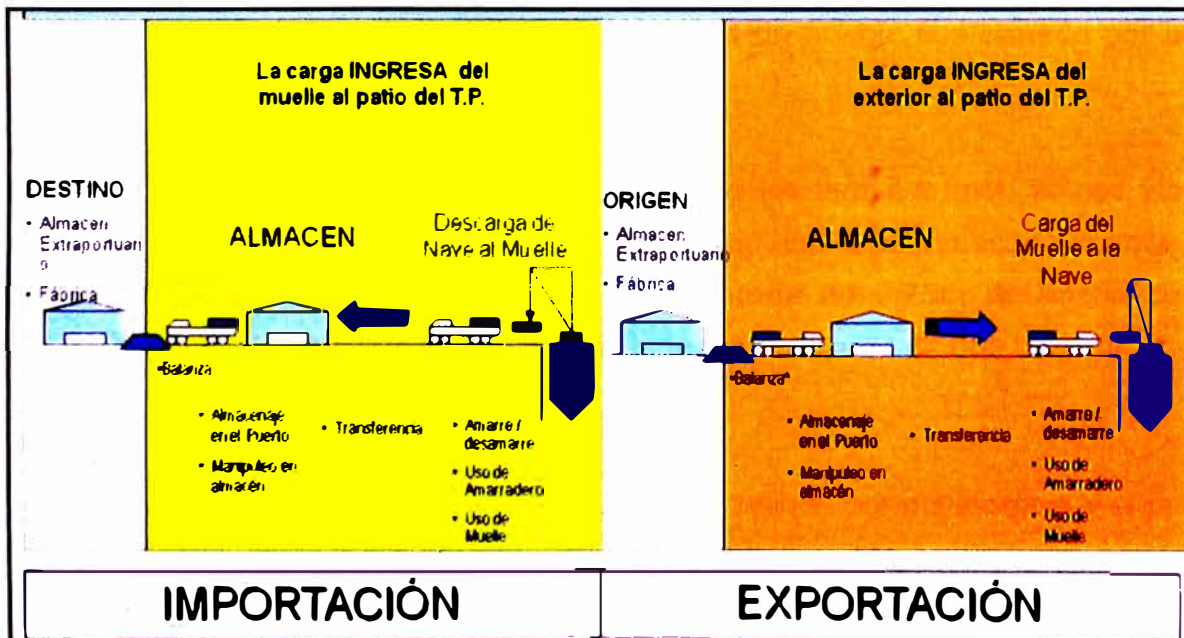 La carga INGRESA del
muelle al patio del T.P.
DESTINO
• Almacen
Extraportuari
o
• Fábrica
ALMACEN
Descarga de
Nave al Muelle
•Balanza
• Almacenaje
en el Puerto
• Manipuleo en
almacén
• Transferencia
• Amarre /
desamarre
• Uso de
Amarradero
• Uso de
Muelle
IMPORTACIÓN
La carga INGRESA del
exterior al patio del T.P.
ORIGEN
• Almacen
Extraportuario
• Fábrica
ALMACEN
Carga del
Muelle a la
Nave
•Balanza*
• Almacenaje
en el Puerto
• Manipuleo en
almacén
• Transferencia
• Amarre /
desamarre
• Uso de
Amarradero
• Uso de
Muelle
EXPORTACIÓN